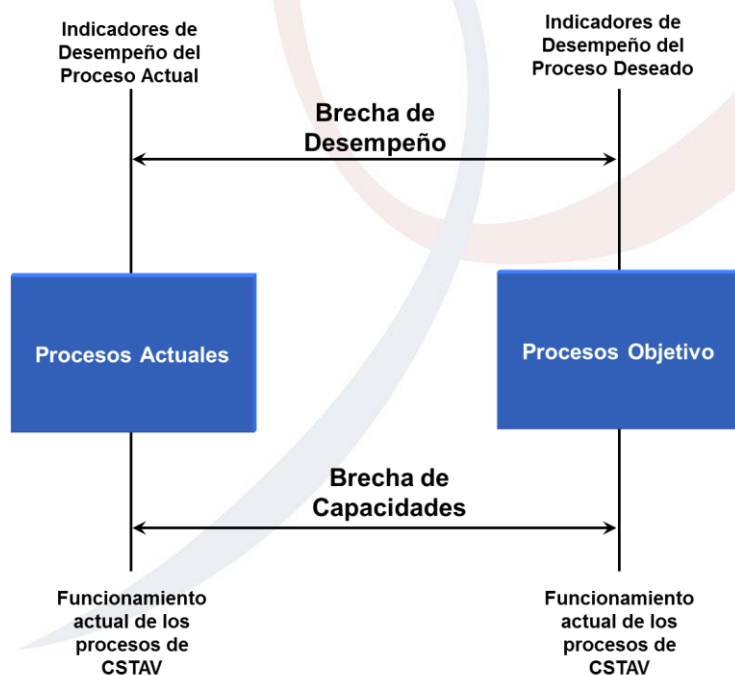 Indicadores de
Desempeño del
Proceso Actual
Indicadores de
Desempeño del
Proceso Deseado
Brecha de
Desempeño
Procesos Actuales
Procesos Objetivo
Brecha de
Capacidades
Funcionamiento
actual de los
procesos de
CSTAV
Funcionamiento
actual de los
procesos de
CSTAV